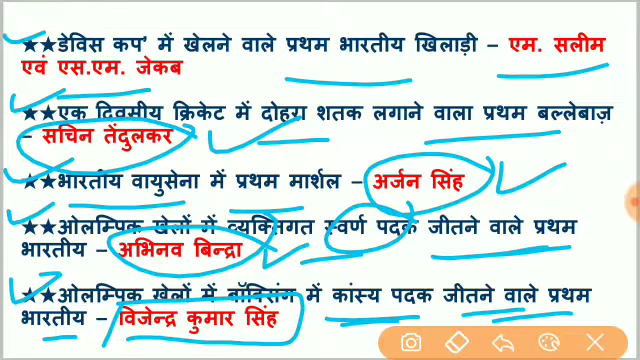 ★★डेविस कप' में खेलने वाले प्रथम भारतीय खिलाड़ी – एम. सलीम
एवं एस.एम. जेकब
★★एक दिवसीय क्रिकेट में दोहरा शतक लगाने वाला प्रथम बल्लेबाज़
– सचिन तेंदुलकर
★★भारतीय वायुसेना में प्रथम मार्शल – अर्जन सिंह
★★ओलम्पिक खेलों में व्यक्तिगत स्वर्ण पदक जीतने वाले प्रथम
भारतीय – अभिनव बिन्द्रा
★★ओलम्पिक खेलों में बॉक्सिंग में कांस्य पदक जीतने वाले प्रथम
भारतीय – विजेन्द्र कुमार सिंह